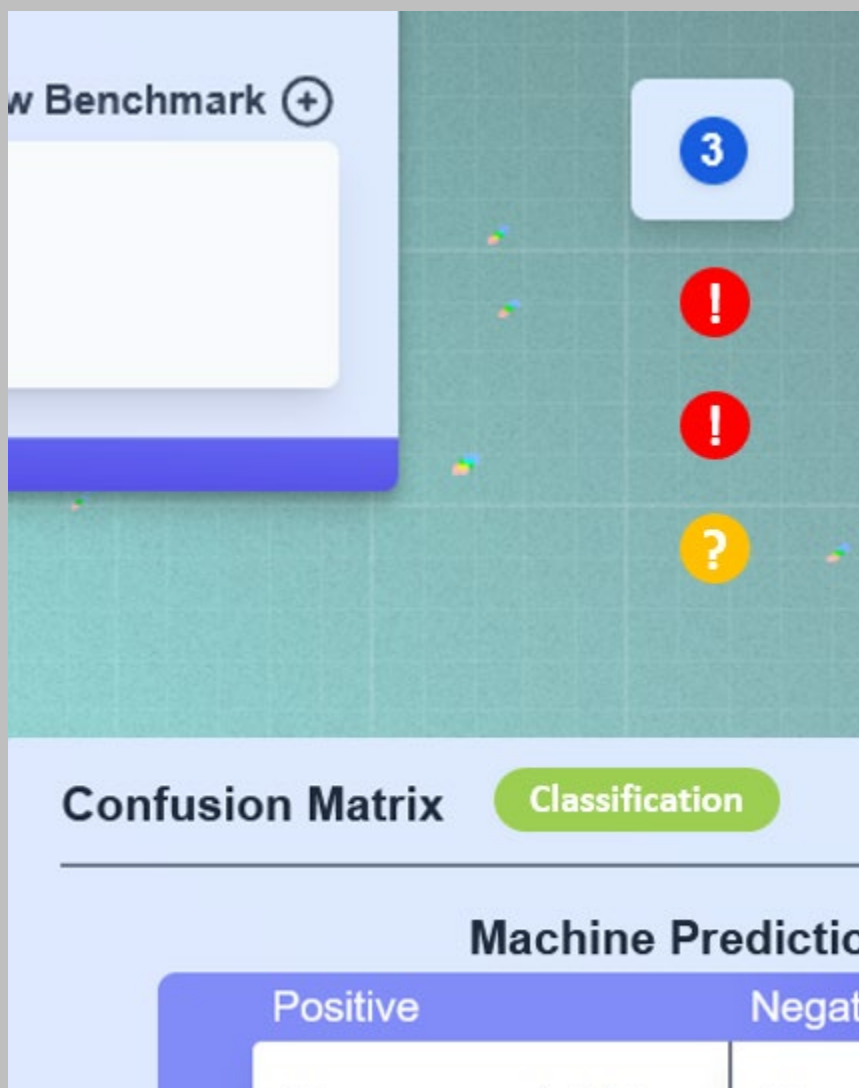 w Benchmark +
3
!
!
?
Confusion Matrix Classification
Machine Predictio
Positive Negat